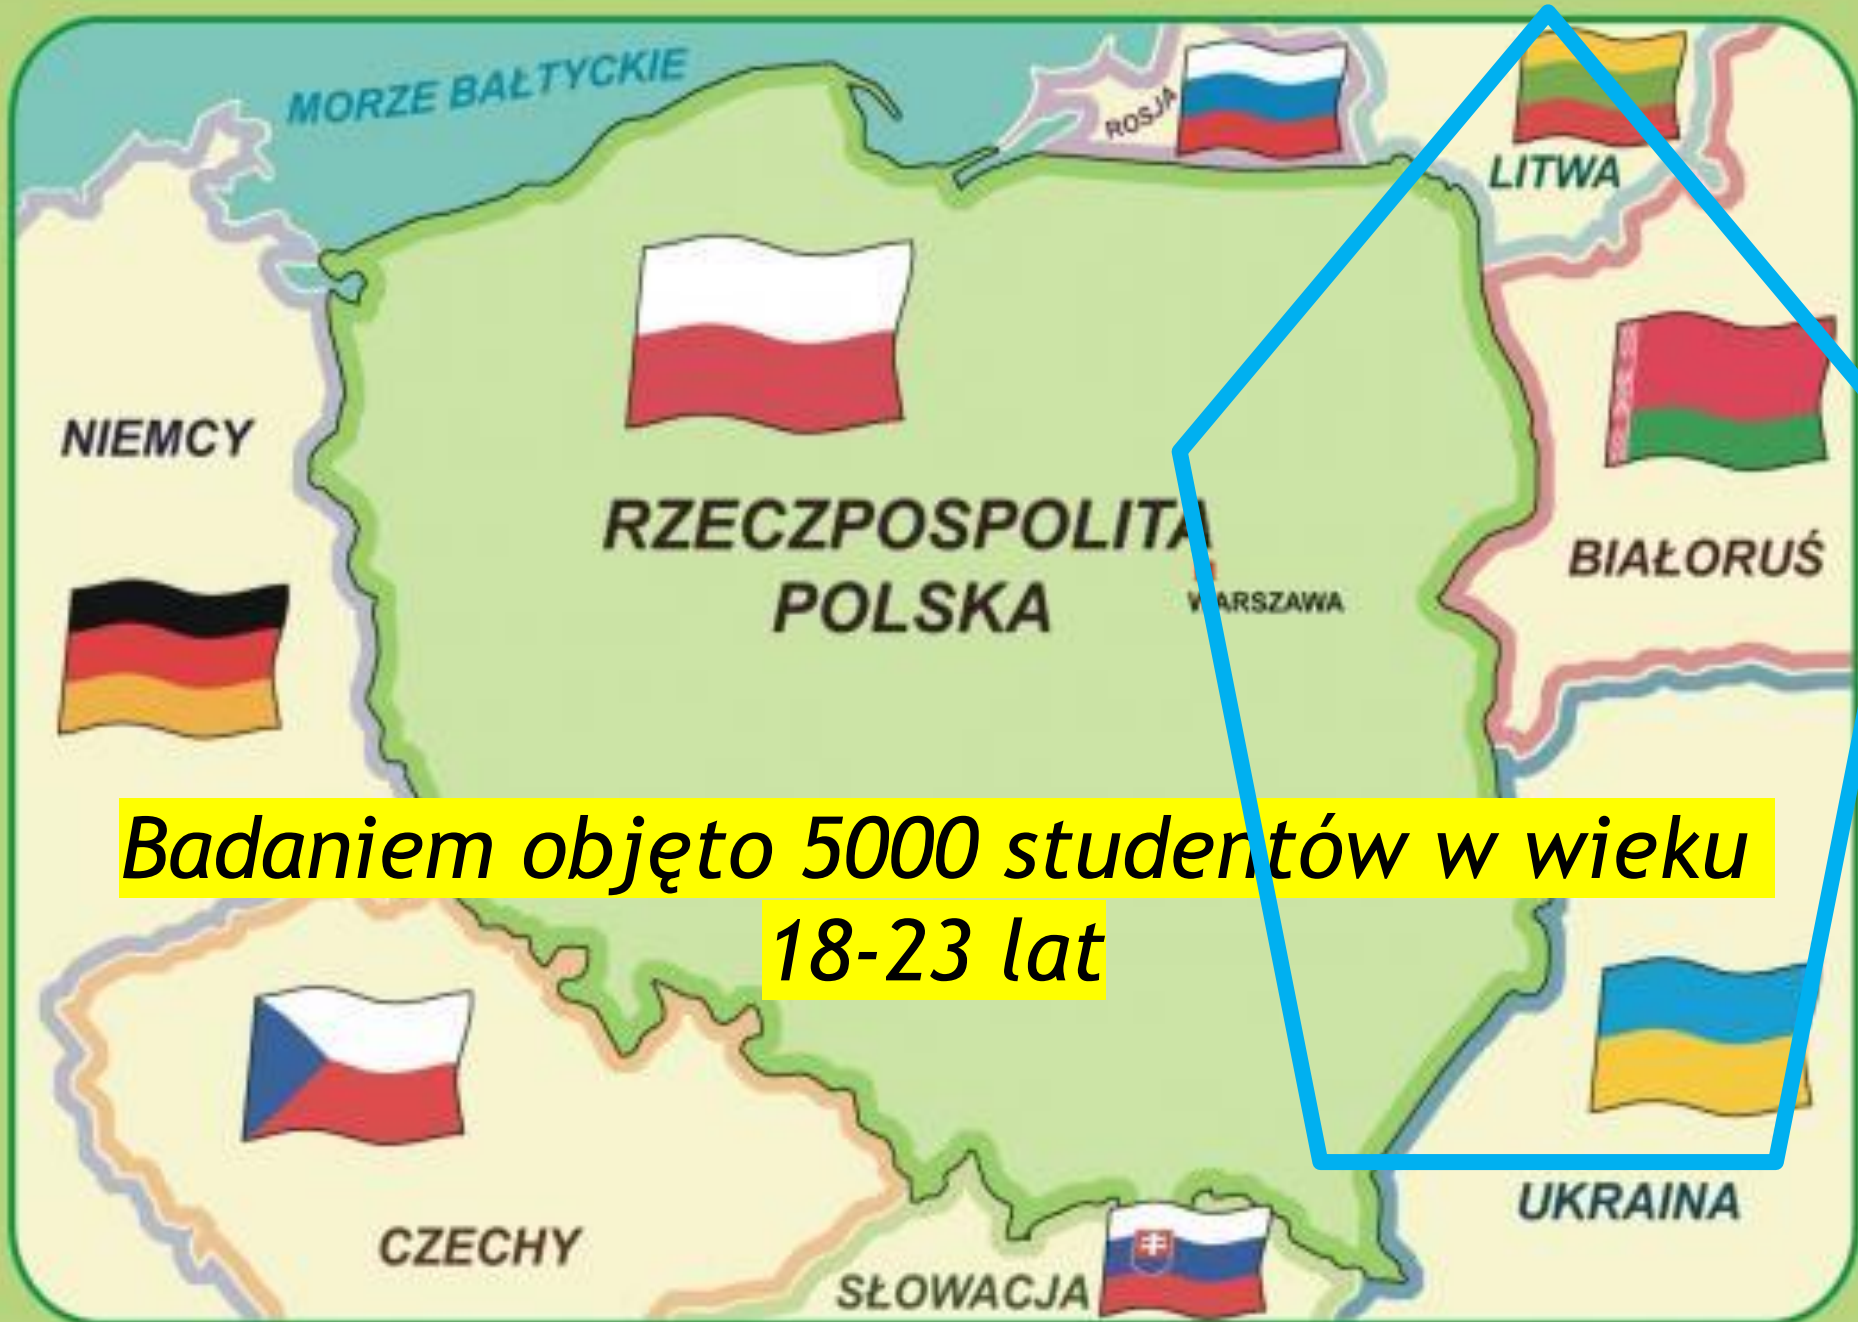 MORZE BAŁTYCKIE
ROSJA
LITWA
NIEMCY
RZECZPOSPOLITA
POLSKA
WARSZAWA
BIAŁORUŚ
Badaniem objęto 5000 studentów w wieku
18-23 lat
CZECHY
SŁOWACJA
UKRAINA